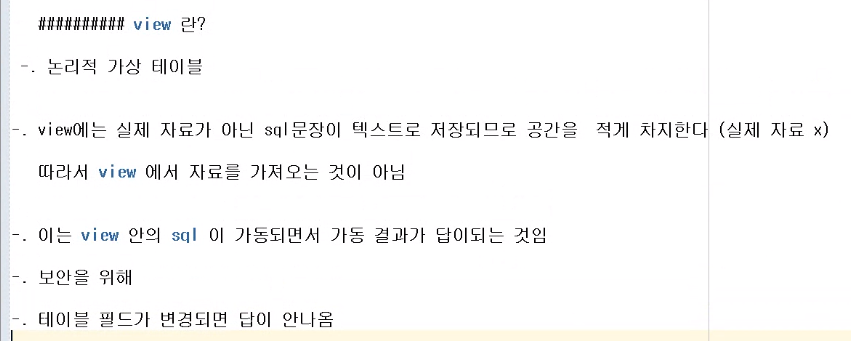 ########## view 란?
-. 논리적 가상 테이블
-. view에는 실제 자료가 아닌 sql문장이 텍스트로 저장되므로 공간을  적게 차지한다 (실제 자료 x)
따라서 view 에서 자료를 가져오는 것이 아님
-. 이는 view 안의 sql 이 가동되면서 가동 결과가 답이되는 것임
-. 보안을 위해
-. 테이블 필드가 변경되면 답이 안나옴